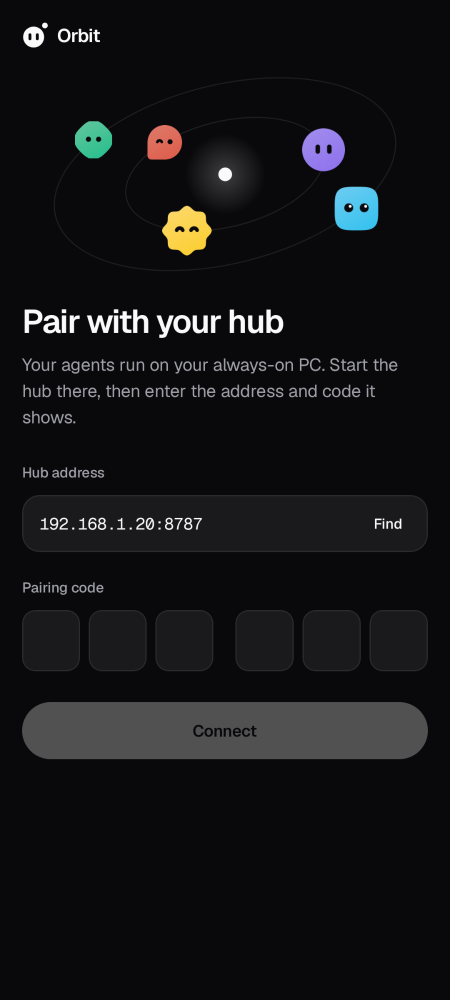 Orbit
Pair with your hub
Your agents run on your always-on PC. Start the
hub there, then enter the address and code it
shows.
Hub address
192.168.1.20:8787
Find
Pairing code
Connect